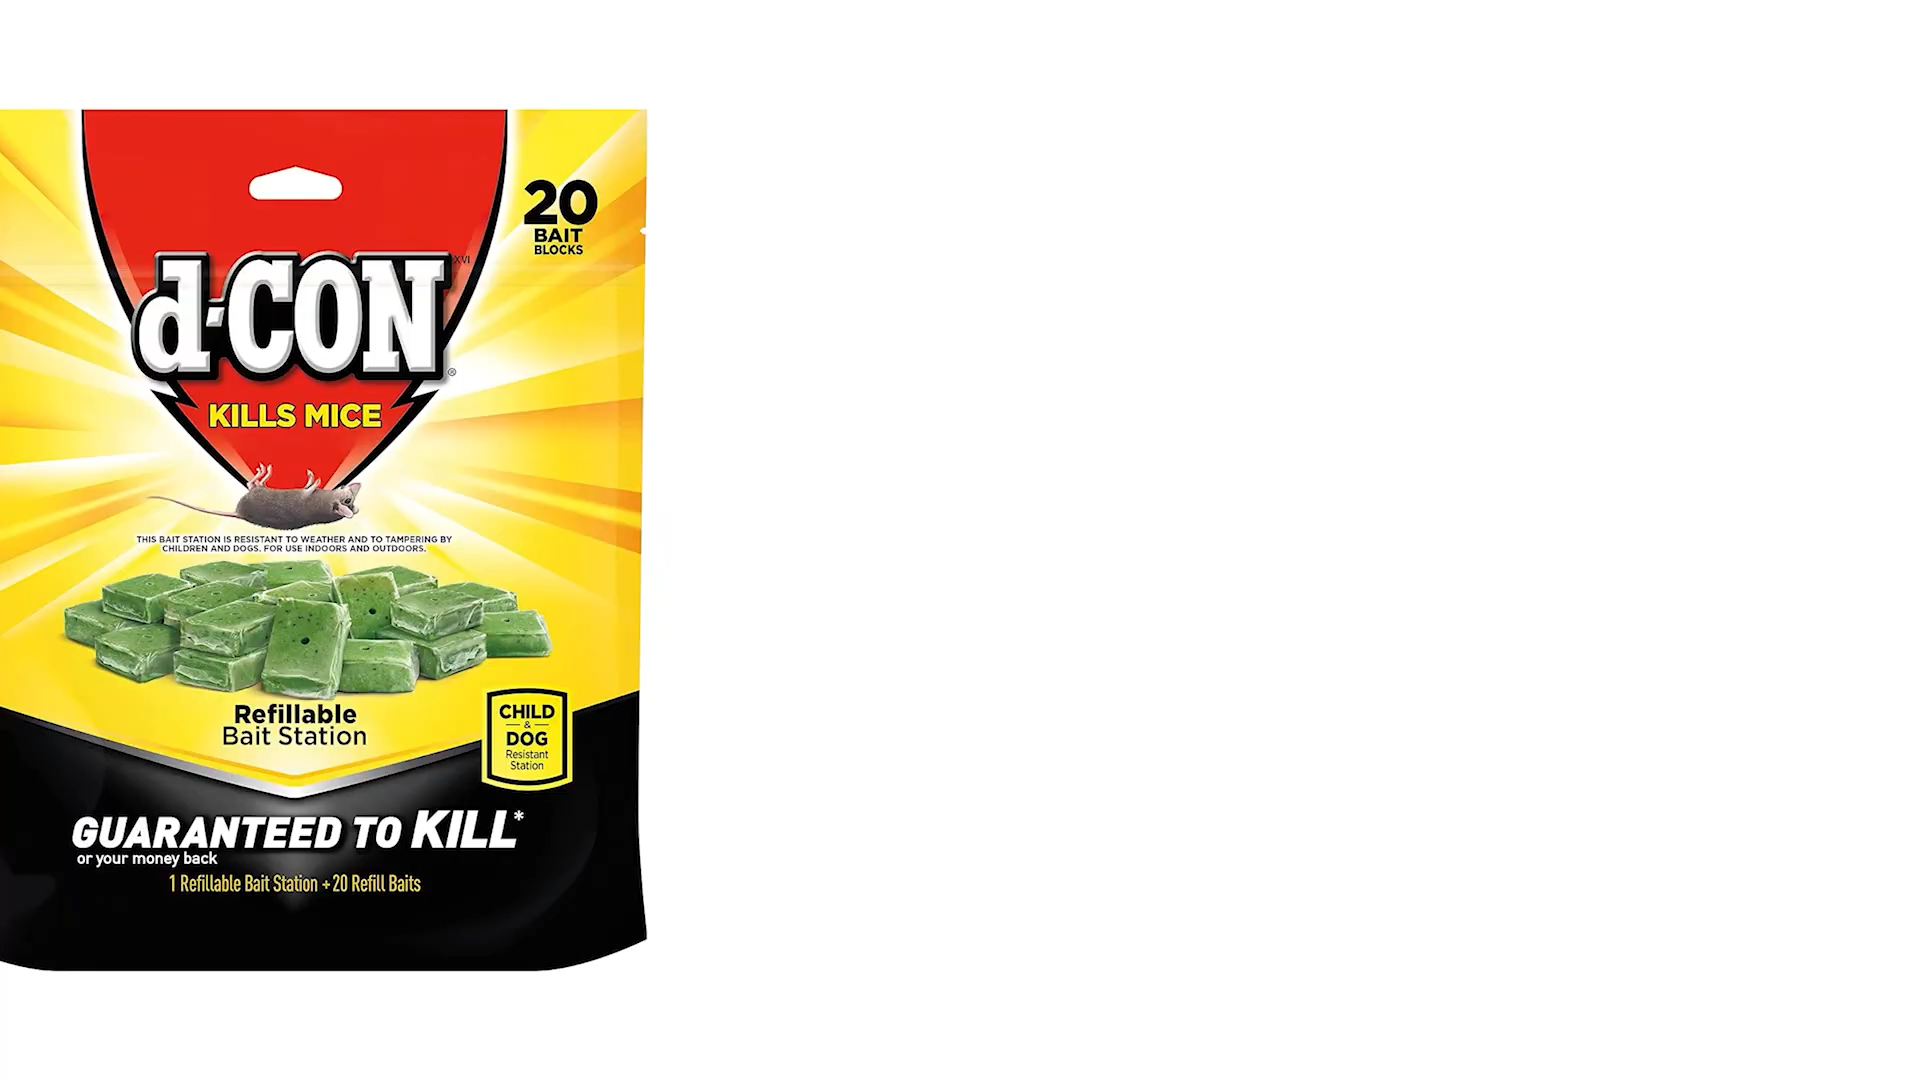 20
BAIT
BLOCKS
XVI
d-CON®
KILLS MICE
THIS BAIT STATION IS RESISTANT TO WEATHER AND TO TAMPERING BY
CHILDREN AND DOGS. FOR USE INDOORS AND OUTDOORS.
Refillable
Bait Station
CHILD
&
DOG
Resistant
Station
GUARANTEED TO KILL*
or your money back
1 Refillable Bait Station + 20 Refill Baits